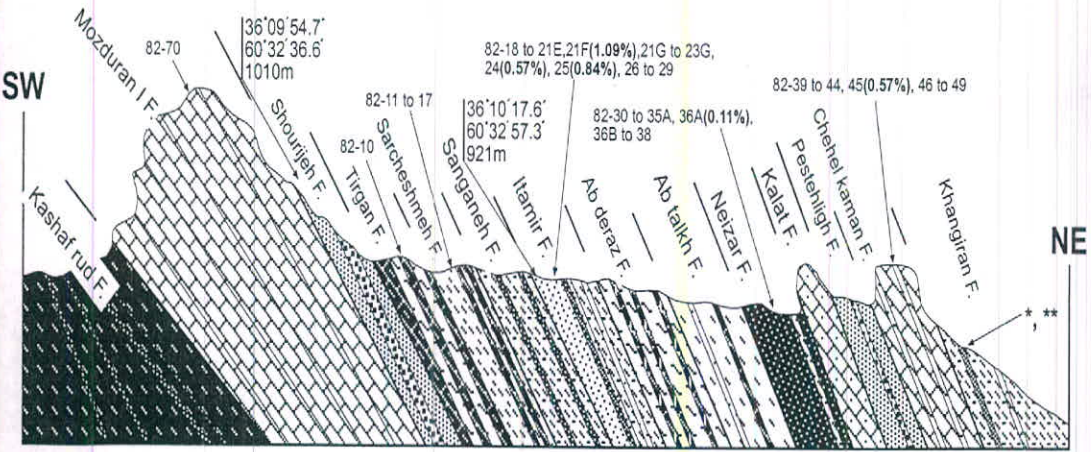 SW
Kashaf rud F.
Mozduran I F.
82-70
36°09′54.7″
60°32′36.6″
1010m
Shourijeh F.
Tirgan F.
82-10
Sarcheshmeh F.
82-11 to 17
Sanganeh F.
36°10′17.6″
60°32′57.3″
921m
Itamir F.
82-18 to 21E,21F(1.09%),21G to 23G,
24(0.57%), 25(0.84%), 26 to 29
Ab deraz F.
Ab talkh F.
Neizar F.
82-30 to 35A, 36A(0.11%),
36B to 38
Kalat F.
Pestehligh F.
Chehel kaman F.
82-39 to 44, 45(0.57%), 46 to 49
Khangiran F.
*, **
NE